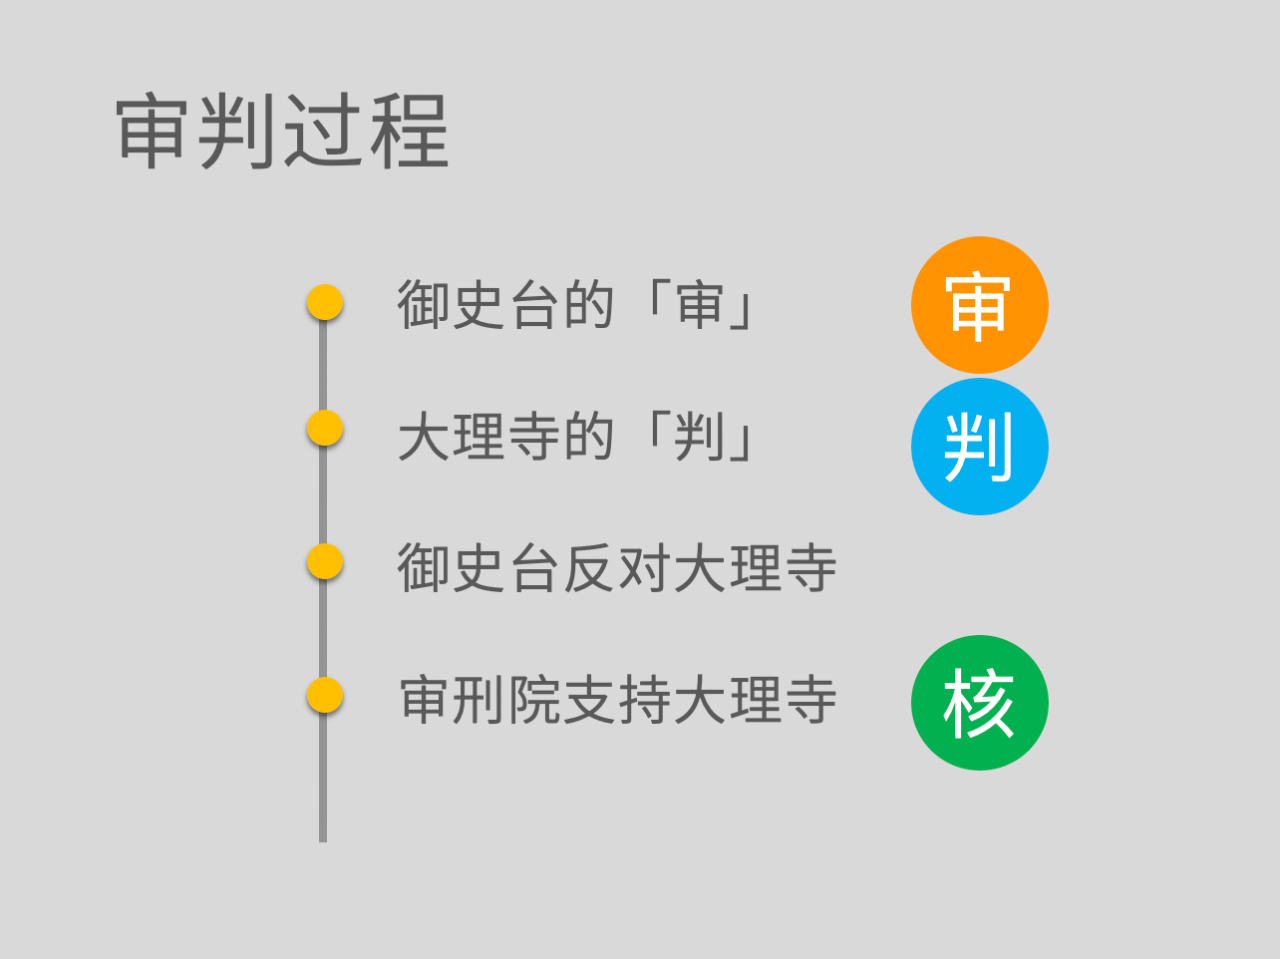 审判过程
御史台的「审」
审
大理寺的「判」
判
御史台反对大理寺
审刑院支持大理寺
核